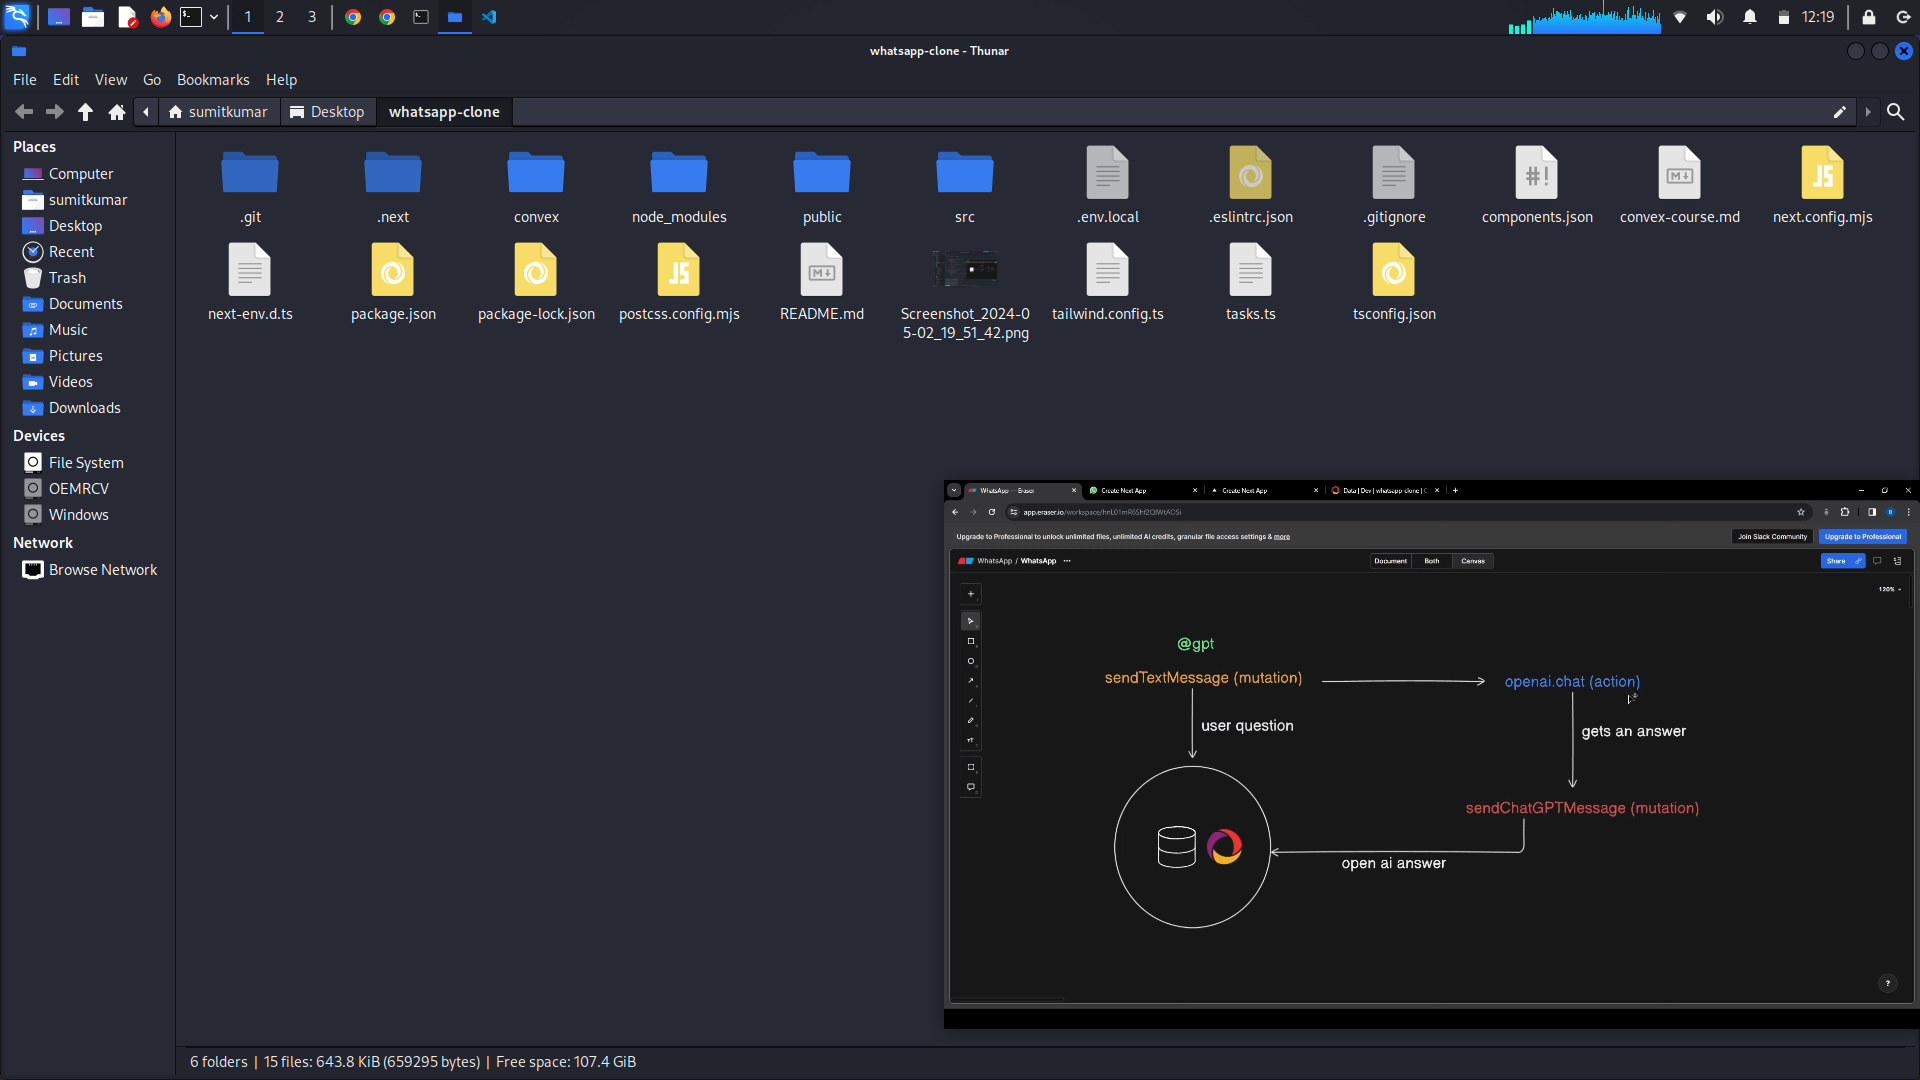 1 2 3 12:19
whatsapp-clone - Thunar
File Edit View Go Bookmarks Help
sumitkumar Desktop whatsapp-clone
Places
Computer
sumitkumar
Desktop
Recent
Trash
Documents
Music
Pictures
Videos
Downloads
Devices
File System
OEMRCV
Windows
Network
Browse Network
.git .next convex node_modules public src .env.local .eslintrc.json .gitignore components.json convex-course.md next.config.mjs
next-env.d.ts package.json package-lock.json postcss.config.mjs README.md Screenshot_2024-0 tailwind.config.ts tasks.ts tsconfig.json
5-02_19_51_42.png
WhatsApp — Eraser Create Next App Create Next App Data | Dev | whatsapp-clone |
app.eraser.io/workspace/
Upgrade to Professional to unlock unlimited files, unlimited AI credits, granular file access settings & more Join Slack Community Upgrade to Professional
WhatsApp / WhatsApp ··· Document Both Canvas Share
120%
@gpt
sendTextMessage (mutation) openai.chat (action)
user question gets an answer
sendChatGPTMessage (mutation)
open ai answer
?
6 folders | 15 files: 643.8 KiB (659295 bytes) | Free space: 107.4 GiB